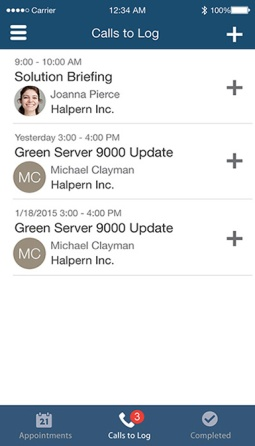 Carrier 12:34 AM 100%
Calls to Log
9:00 - 10:00 AM
Solution Briefing
Joanna Pierce
Halpern Inc.
Yesterday 3:00 - 4:00 PM
Green Server 9000 Update
MC Michael Clayman
Halpern Inc.
1/18/2015 3:00 - 4:00 PM
Green Server 9000 Update
MC Michael Clayman
Halpern Inc.
21 3
Appointments Calls to Log Completed